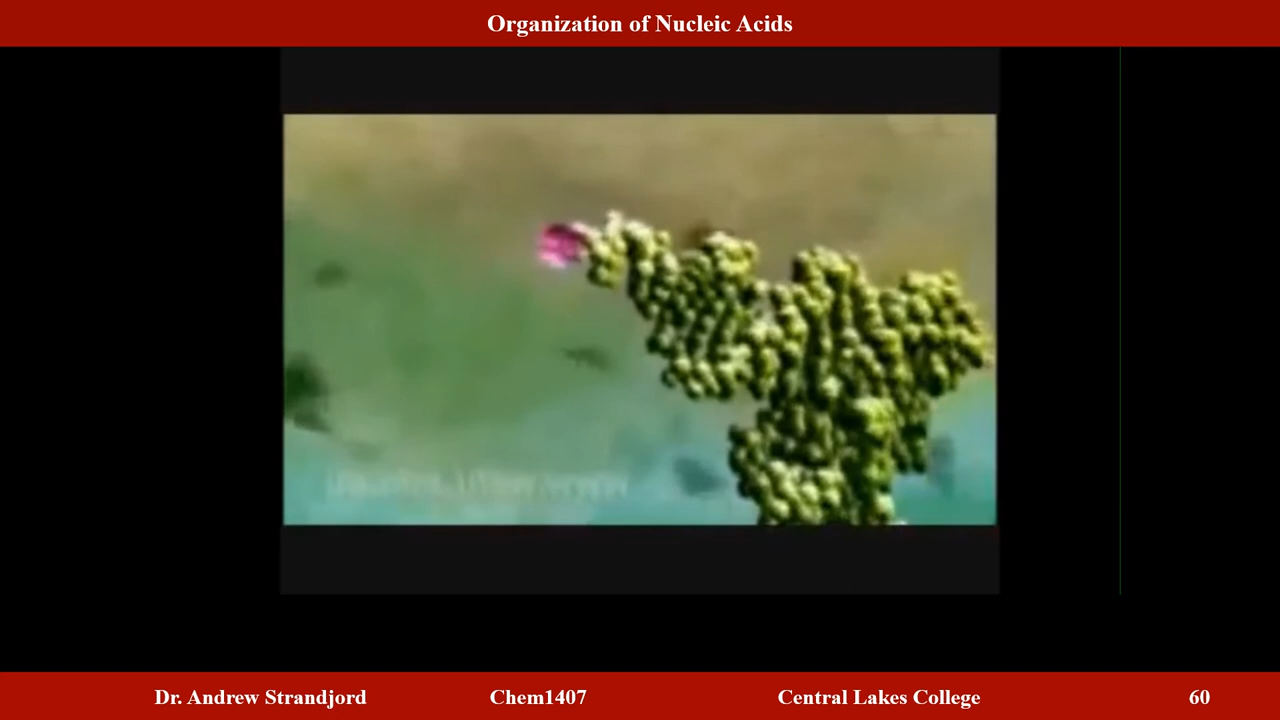 Organization of Nucleic Acids
Dr. Andrew Strandjord Chem1407 Central Lakes College 60